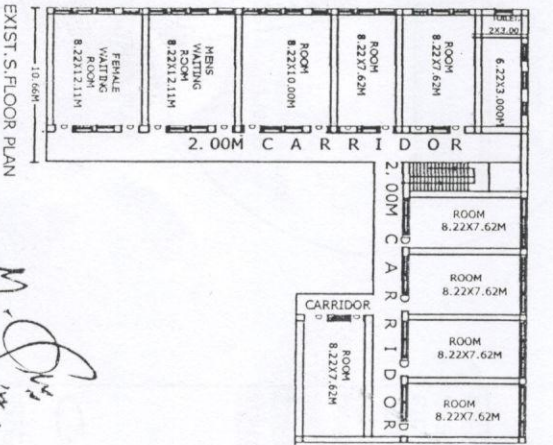 EXIST.S.FLOOR PLAN
10.66M
FEMALE
WAITING
ROOM
8.22X12.11M
MENS
WAITING
ROOM
8.22X12.11M
ROOM
8.22X10.00M
ROOM
8.22X7.62M
ROOM
8.22X7.62M
TOILET
2X3.00
6.22X3.000M
2.00M CARRIDOR
2.00M CARRIDOR
ROOM
8.22X7.62M
ROOM
8.22X7.62M
ROOM
8.22X7.62M
ROOM
8.22X7.62M
CARRIDOR
ROOM
8.22X7.62M